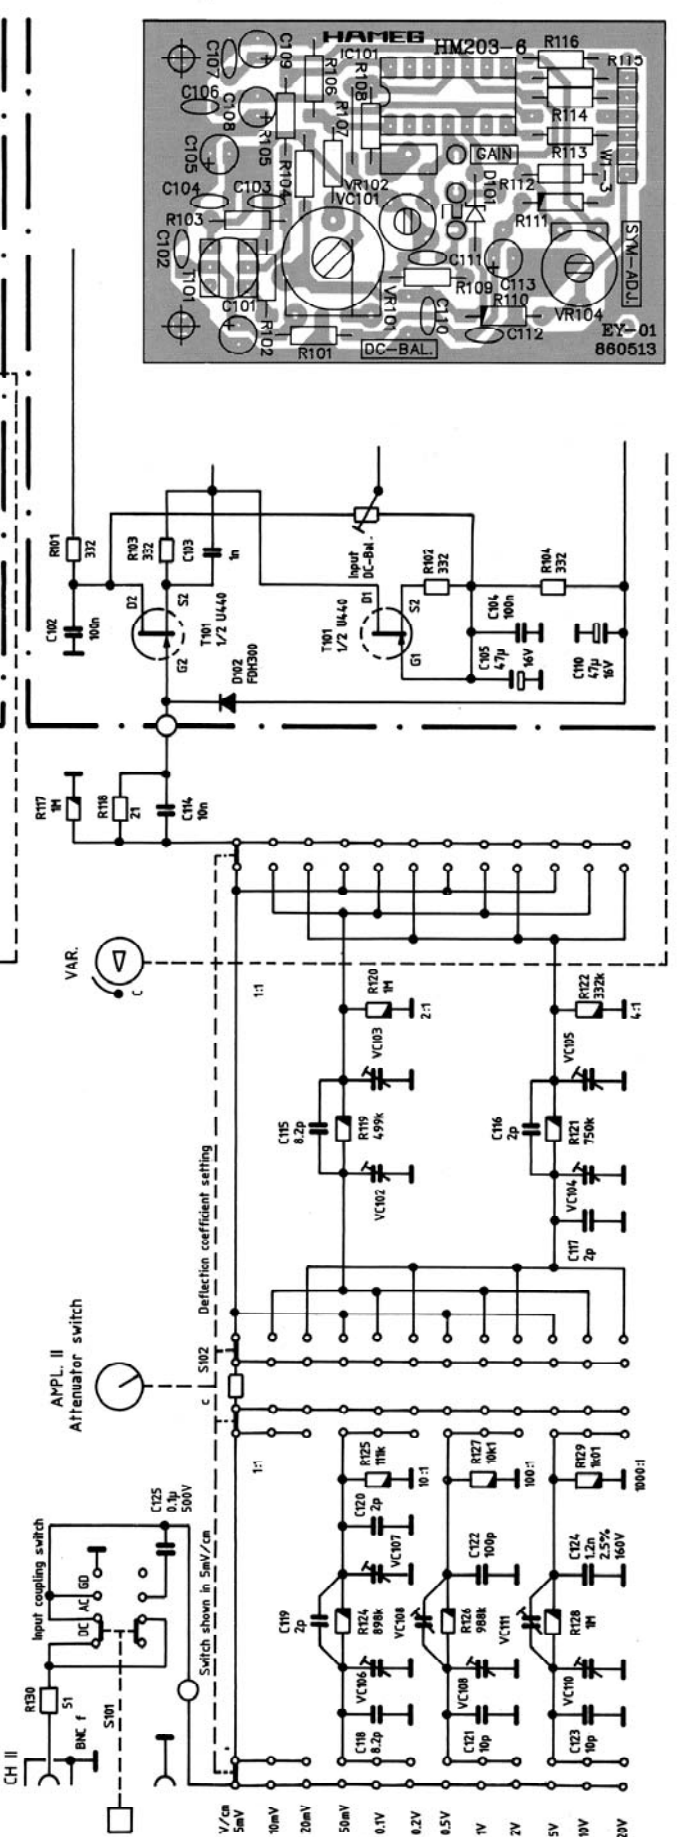 HAMEG
HM203-6
C107
C109
IC101
R106
R108
R116
R115
C106
C108
R105
R107
R114
C105
R104
GAIN
R113
W1-3
VR102
VC101
D101
R112
C104
C103
R103
R111
C102
C111
SYM-ADJ.
T101
C101
R109
C113
R110
VR101
C110
VR104
C112
R102
R101
DC-BAL.
EY-01
860513
R101
332
R103
332
C103
1n
Input
DC-Bal.
R102
332
R104
332
C102
100n
D2
S2
T101
1/2 U440
G2
D102
FDH300
D1
S2
T101
1/2 U440
G1
C104
100n
C105
47µ
16V
C110
47µ
16V
R117
1M
R118
21
C114
10n
VAR.
C
1:1
R120
1M
2:1
R122
332k
4:1
VC103
VC105
C115
8.2p
R119
499k
C116
2p
R121
750k
VC102
VC104
C117
2p
Deflection coefficient setting
AMPL. II
Attenuator switch
S102
C
1:1
R125
111k
10:1
R127
10k1
100:1
R129
1k01
1000:1
C120
2p
VC107
C122
100p
C124
1.2n
2.5%
160V
C119
2p
R124
898k
VC108
R126
988k
VC111
R128
1M
VC106
VC108
VC110
C118
8.2p
C121
10p
C123
10p
Input coupling switch
C125
0.1µ
500V
DC AC GD
R130
51
S101
CH II
BNC f
Switch shown in 5mV/cm
V/cm
5mV
10mV
20mV
50mV
0.1V
0.2V
0.5V
1V
2V
5V
10V
20V